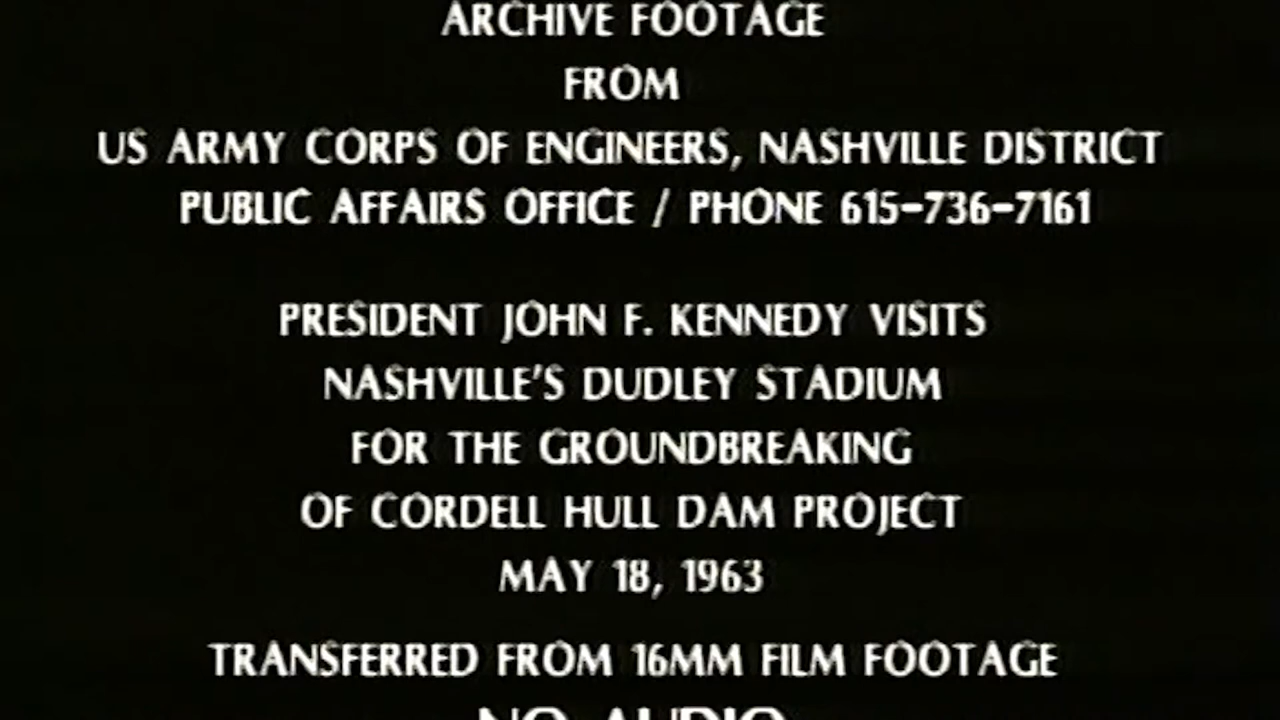 ARCHIVE FOOTAGE
FROM
US ARMY CORPS OF ENGINEERS, NASHVILLE DISTRICT
PUBLIC AFFAIRS OFFICE / PHONE 615-736-7161
PRESIDENT JOHN F. KENNEDY VISITS
NASHVILLE'S DUDLEY STADIUM
FOR THE GROUNDBREAKING
OF CORDELL HULL DAM PROJECT
MAY 18, 1963
TRANSFERRED FROM 16MM FILM FOOTAGE
NO AUDIO